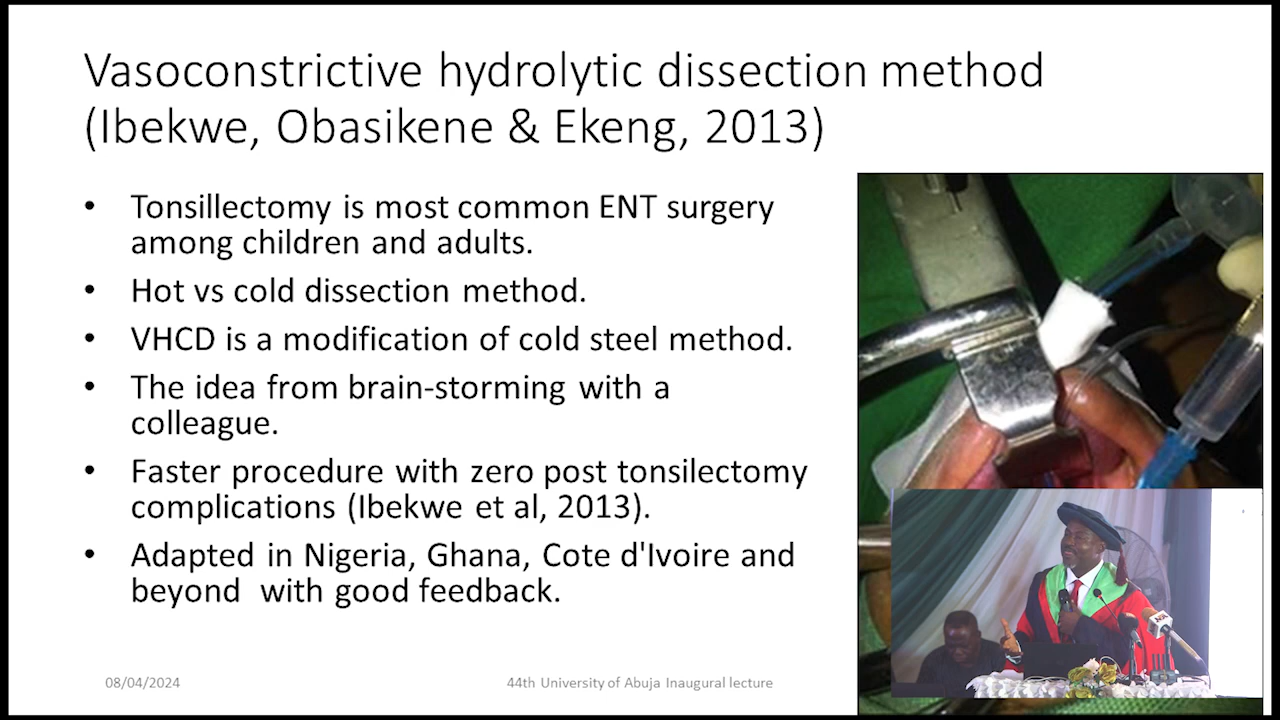 Vasoconstrictive hydrolytic dissection method
(Ibekwe, Obasikene & Ekeng, 2013)
• Tonsillectomy is most common ENT surgery
among children and adults.
• Hot vs cold dissection method.
• VHCD is a modification of cold steel method.
• The idea from brain-storming with a
colleague.
• Faster procedure with zero post tonsilectomy
complications (Ibekwe et al, 2013).
• Adapted in Nigeria, Ghana, Cote d'Ivoire and
beyond with good feedback.
08/04/2024
44th University of Abuja Inaugural lecture